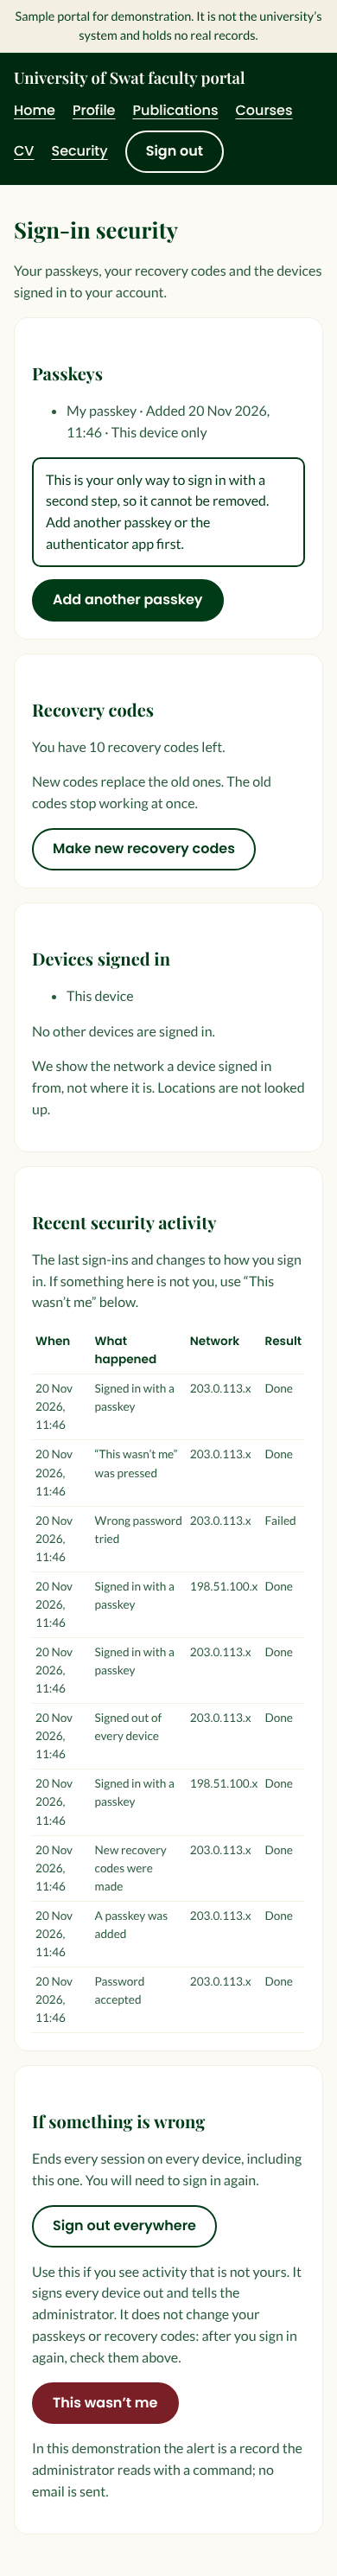 Sample portal for demonstration. It is not the university’s
system and holds no real records.
University of Swat faculty portal
Home Profile Publications Courses
CV Security Sign out
Sign-in security
Your passkeys, your recovery codes and the devices
signed in to your account.
Passkeys
• My passkey · Added 20 Nov 2026,
11:46 · This device only
This is your only way to sign in with a
second step, so it cannot be removed.
Add another passkey or the
authenticator app first.
Add another passkey
Recovery codes
You have 10 recovery codes left.
New codes replace the old ones. The old
codes stop working at once.
Make new recovery codes
Devices signed in
• This device
No other devices are signed in.
We show the network a device signed in
from, not where it is. Locations are not looked
up.
Recent security activity
The last sign-ins and changes to how you sign
in. If something here is not you, use “This
wasn’t me” below.
When What Network Result
happened
20 Nov Signed in with a 203.0.113.x Done
2026, passkey
11:46
20 Nov “This wasn’t me” 203.0.113.x Done
2026, was pressed
11:46
20 Nov Wrong password 203.0.113.x Failed
2026, tried
11:46
20 Nov Signed in with a 198.51.100.x Done
2026, passkey
11:46
20 Nov Signed in with a 203.0.113.x Done
2026, passkey
11:46
20 Nov Signed out of 203.0.113.x Done
2026, every device
11:46
20 Nov Signed in with a 198.51.100.x Done
2026, passkey
11:46
20 Nov New recovery 203.0.113.x Done
2026, codes were
11:46 made
20 Nov A passkey was 203.0.113.x Done
2026, added
11:46
20 Nov Password 203.0.113.x Done
2026, accepted
11:46
If something is wrong
Ends every session on every device, including
this one. You will need to sign in again.
Sign out everywhere
Use this if you see activity that is not yours. It
signs every device out and tells the
administrator. It does not change your
passkeys or recovery codes: after you sign in
again, check them above.
This wasn’t me
In this demonstration the alert is a record the
administrator reads with a command; no
email is sent.